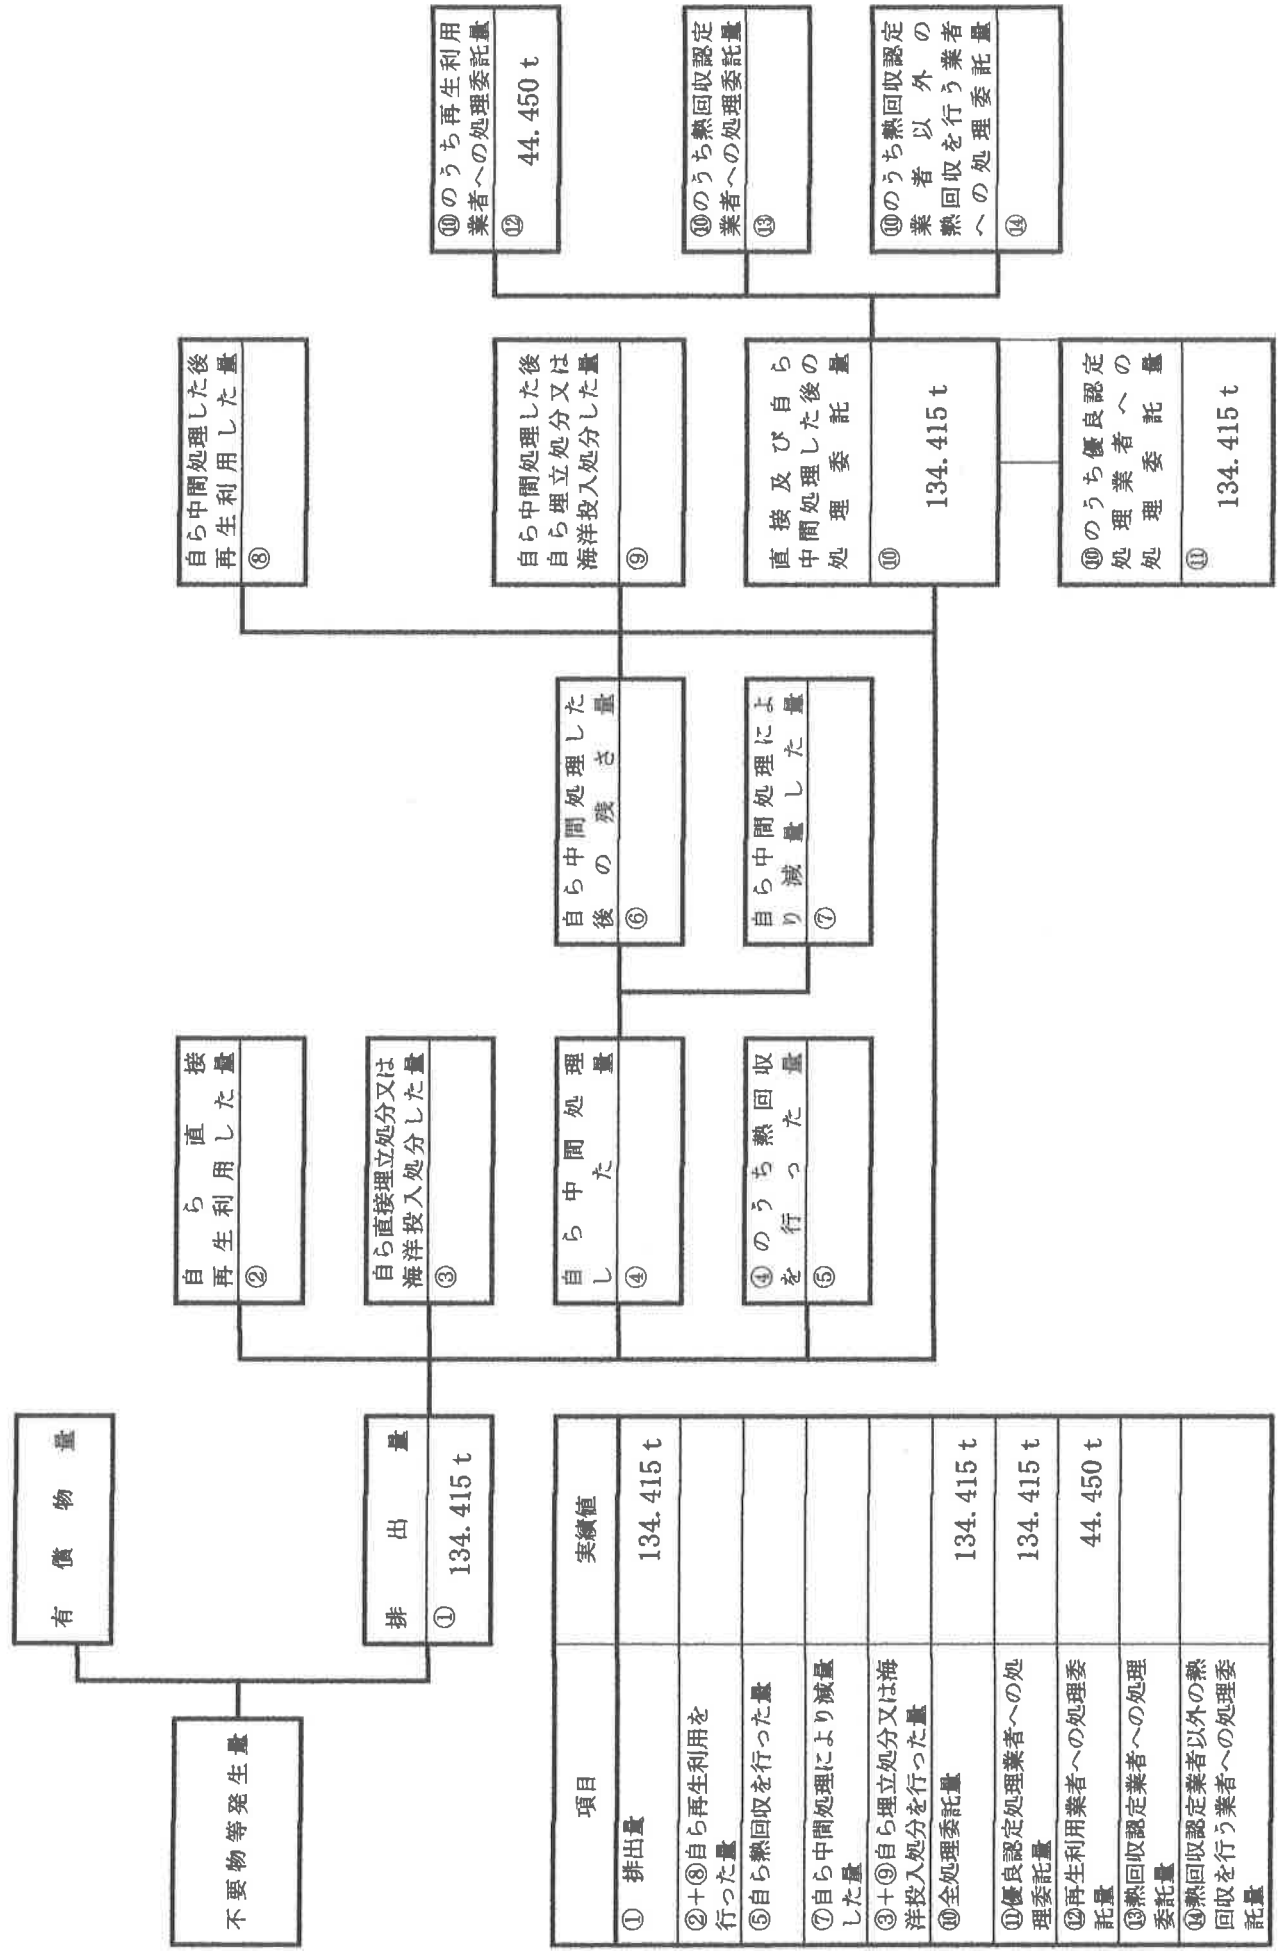 有償物量
不要物等発生量
排出量
① 134.415 t
自ら直接
再生利用した量
②
自ら直接埋立処分又は
海洋投入処分した量
③
自ら中間処理
した量
④
④のうち熱回収
を行った量
⑤
自ら中間処理した
後の残さ量
⑥
自ら中間処理によ
り減量した量
⑦
自ら中間処理した後
再生利用した量
⑧
自ら中間処理した後
自ら埋立処分又は
海洋投入処分した量
⑨
直接及び自ら
中間処理した後の
処理委託量
⑩ 134.415 t
⑩のうち優良認定
処理業者への
処理委託量
⑪ 134.415 t
⑩のうち再生利用
業者への処理委託量
⑫ 44.450 t
⑩のうち熱回収認定
業者への処理委託量
⑬
⑩のうち熱回収認定
業者以外の
熱回収を行う業者
への処理委託量
⑭
項目 実績値
① 排出量 134.415 t
②+⑧自ら再生利用を
行った量
⑤自ら熱回収を行った量
⑦自ら中間処理により減量
した量
③+⑨自ら埋立処分又は海
洋投入処分を行った量
⑩全処理委託量 134.415 t
⑪優良認定処理業者への処
理委託量 134.415 t
⑫再生利用業者への処理委
託量 44.450 t
⑬熱回収認定業者への処理
委託量
⑭熱回収認定業者以外の熱
回収を行う業者への処理委
託量